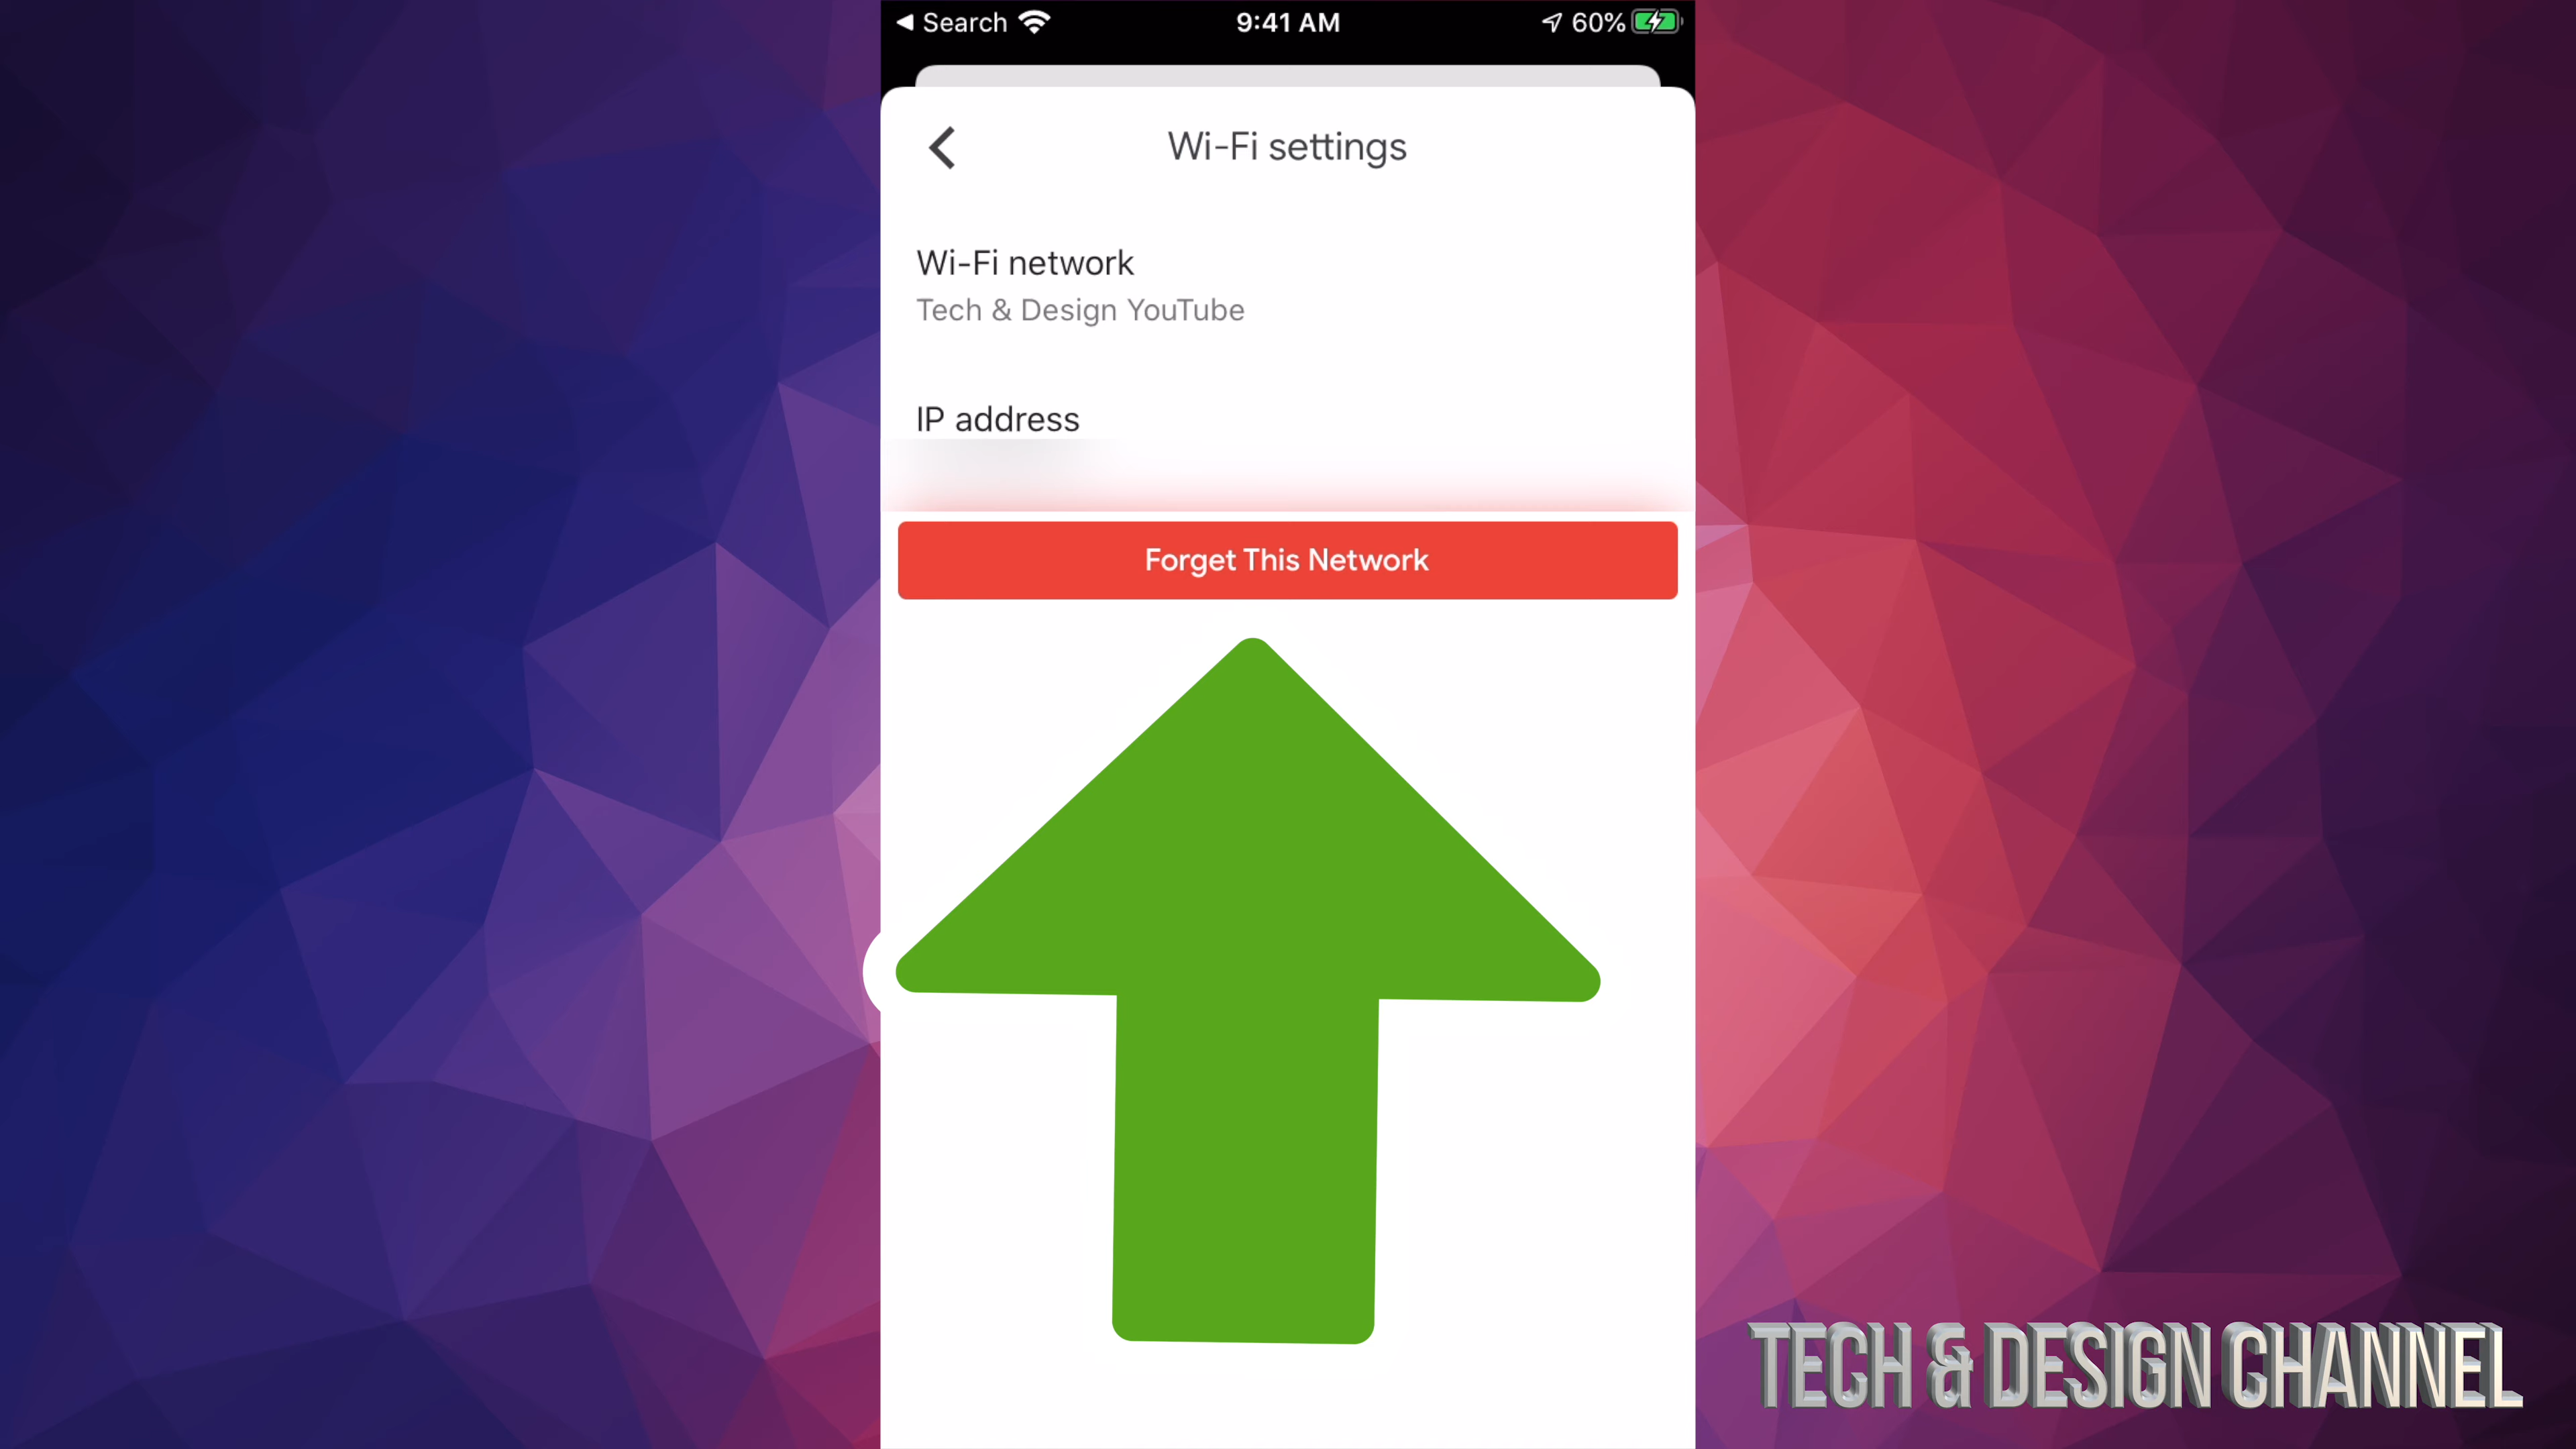 Search
9:41 AM
60%
Wi-Fi settings
Wi-Fi network
Tech & Design YouTube
IP address
Forget This Network
TECH & DESIGN CHANNEL